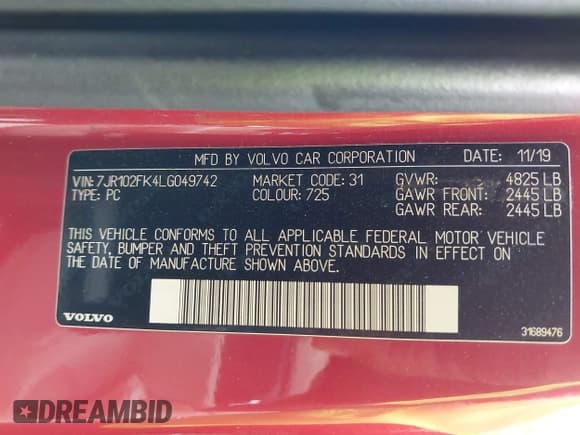 MFD BY VOLVO CAR CORPORATION DATE: 11/19
VIN: 7JR102FK4LG049742 MARKET CODE: 31 GVWR: 4825 LB
TYPE: PC COLOUR: 725 GAWR FRONT: 2445 LB
GAWR REAR: 2445 LB
THIS VEHICLE CONFORMS TO ALL APPLICABLE FEDERAL MOTOR VEHICLE
SAFETY, BUMPER AND THEFT PREVENTION STANDARDS IN EFFECT ON
THE DATE OF MANUFACTURE SHOWN ABOVE.
VOLVO 31689476
DREAMBID